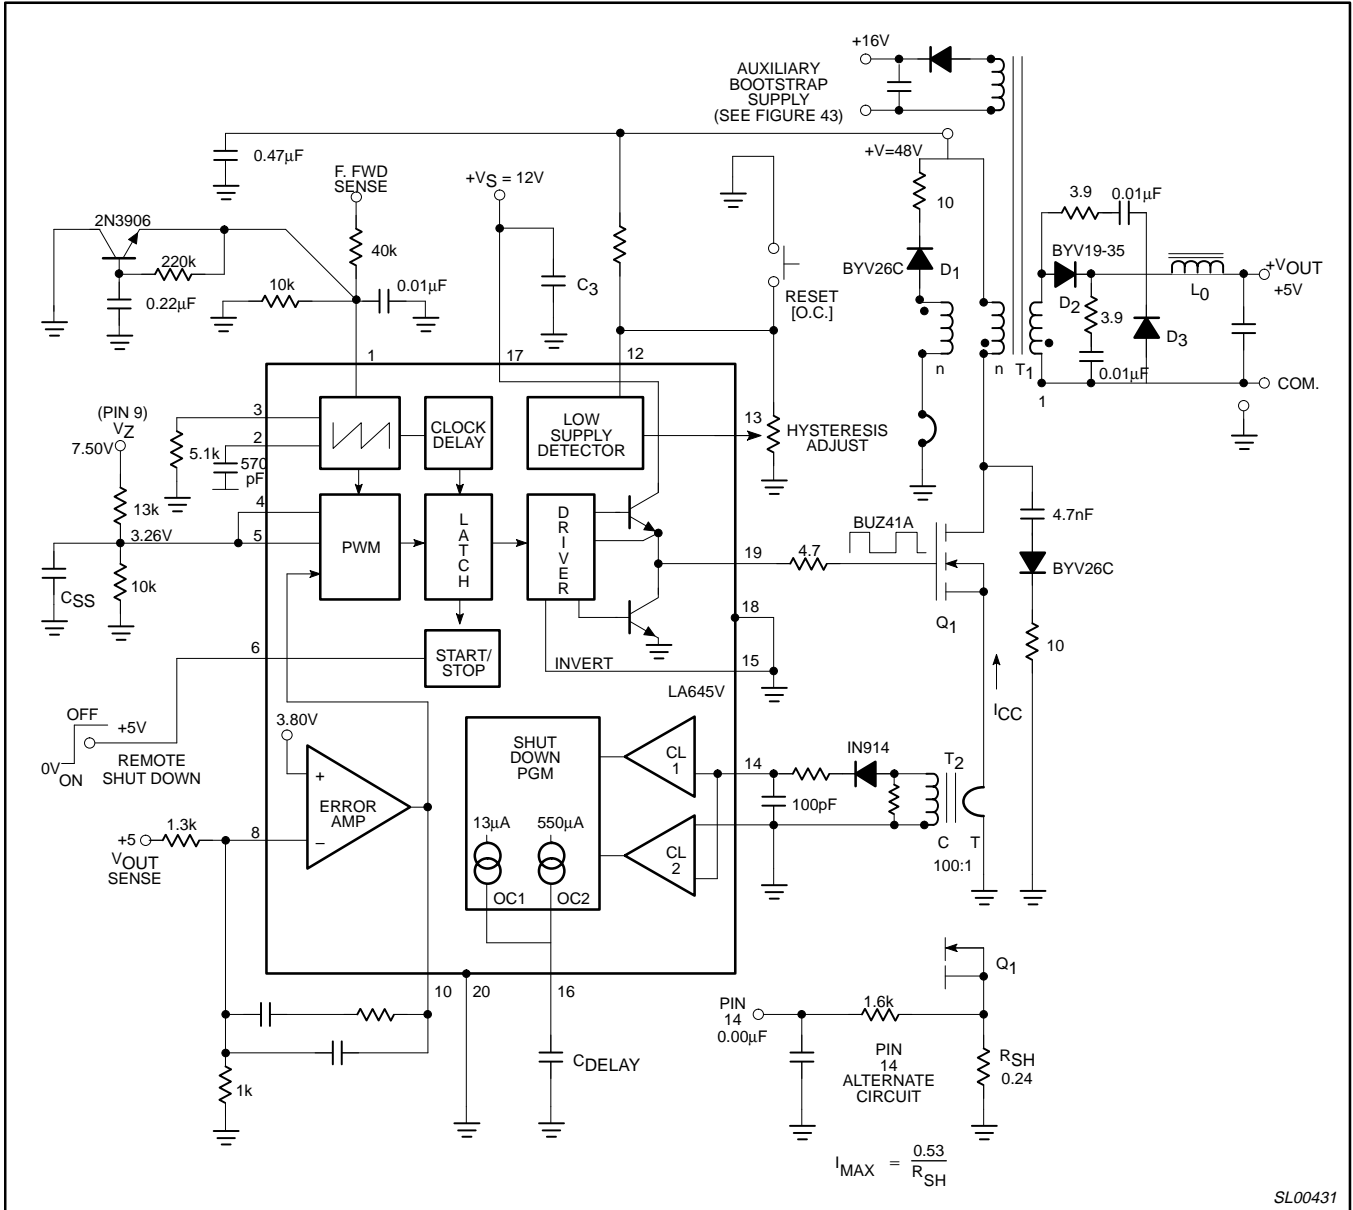 +16V
AUXILIARY
BOOTSTRAP
SUPPLY
(SEE FIGURE 43)
+V=48V
0.47µF
F. FWD
SENSE
+VS = 12V
10
3.9
0.01µF
2N3906
40k
BYV19-35
220k
BYV26C
D1
+VOUT
+5V
10k
0.01µF
C3
RESET
[O.C.]
L0
D2
3.9
D3
0.22µF
1
17
12
n
n
T1
0.01µF
COM.
1
(PIN 9)
VZ
7.50V
3
2
5.1k
570
pF
CLOCK
DELAY
LOW
SUPPLY
DETECTOR
13
HYSTERESIS
ADJUST
13k
4
5
3.26V
PWM
LATCH
DRIVER
BUZ41A
4.7nF
19
4.7
BYV26C
CSS
10k
18
Q1
10
6
START/
STOP
INVERT
15
LA645V
ICC
OFF
+5V
0V
ON
REMOTE
SHUT DOWN
3.80V
+
ERROR
AMP
–
SHUT
DOWN
PGM
CL
1
14
IN914
T2
100pF
13µA
550µA
CL
2
C
T
100:1
OC1
OC2
+5
1.3k
8
VOUT
SENSE
10
20
16
1k
CDELAY
Q1
PIN
14
0.00µF
1.6k
PIN
14
ALTERNATE
CIRCUIT
RSH
0.24
IMAX = 0.53
RSH
SL00431